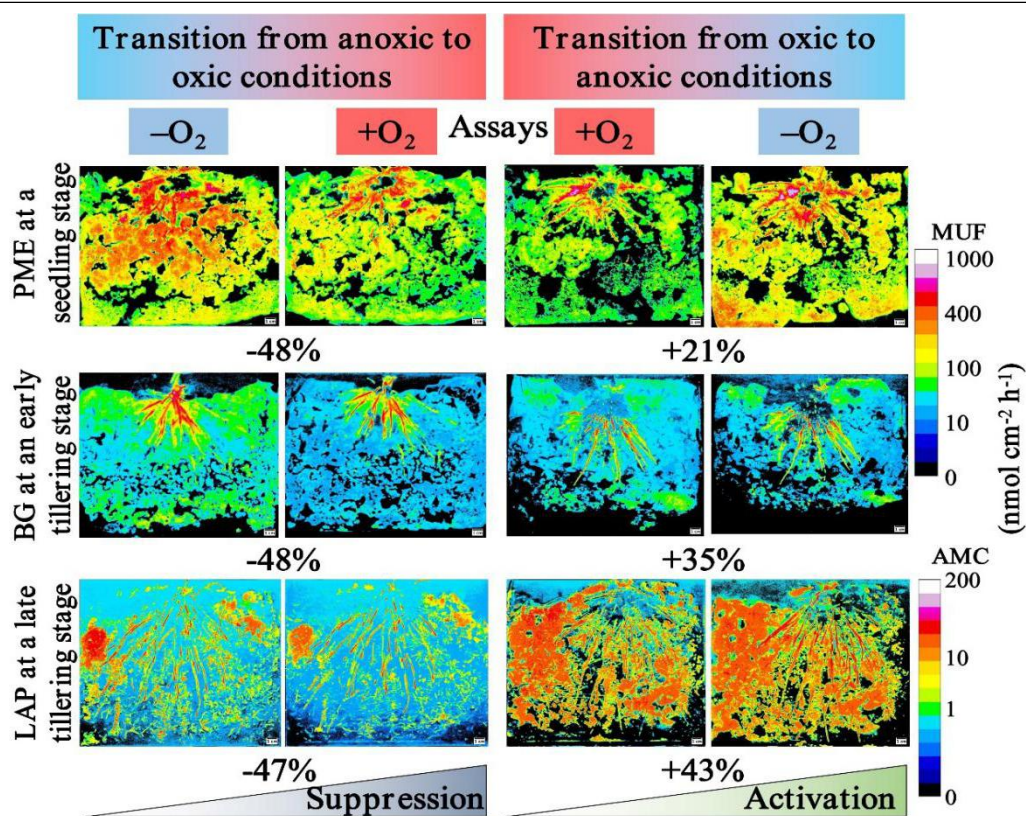 Transition from anoxic to
oxic conditions
Transition from oxic to
anoxic conditions
–O₂
+O₂
Assays
+O₂
–O₂
PME at a
seedling stage
-48%
+21%
BG at an early
tillering stage
-48%
+35%
LAP at a late
tillering stage
-47%
+43%
Suppression
Activation
MUF
1000
400
100
10
0
(nmol cm⁻² h⁻¹)
AMC
200
10
1
0